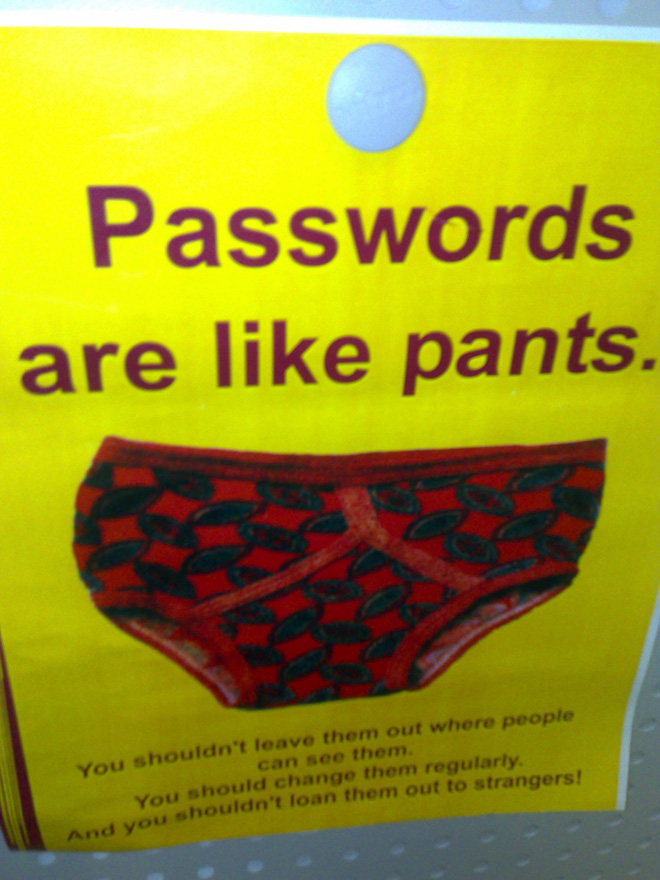 Passwords
are like pants.
You shouldn't leave them out where people
can see them.
You should change them regularly.
And you shouldn't loan them out to strangers!